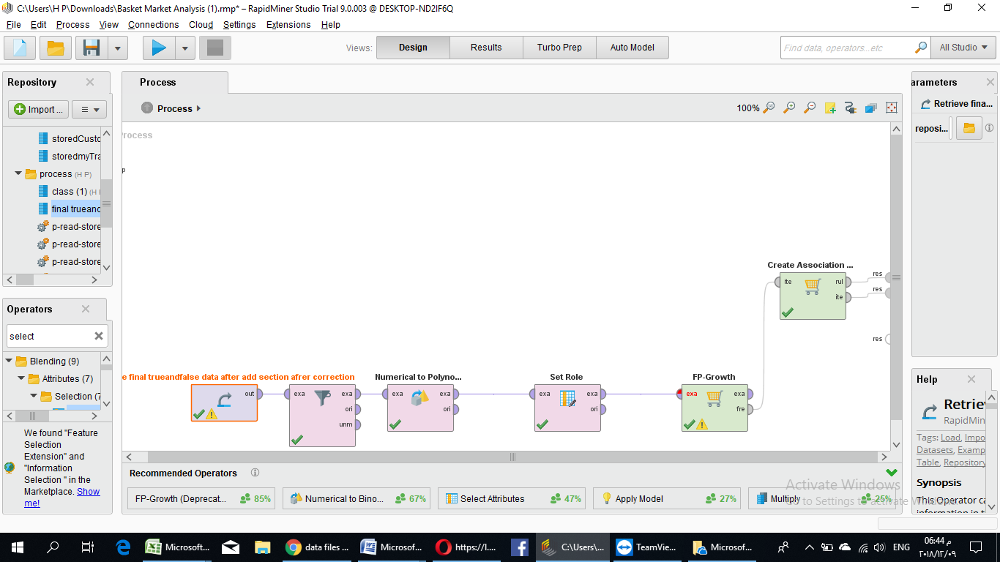 C:\Users\H P\Downloads\Basket Market Analysis (1).rmp* – RapidMiner Studio Trial 9.0.003 @ DESKTOP-ND2IF6Q
File Edit Process View Connections Cloud Settings Extensions Help
Views: Design Results Turbo Prep Auto Model Find data, operators...etc All Studio
Repository
Import ...
storedCusto
storedmyTra
process (H P)
class (1) (H
final trueand
p-read-store
p-read-store
p-read-store
Operators
select
Blending (9)
Attributes (7)
Selection (7
We found "Feature
Selection
Extension" and
"Information
Selection " in the
Marketplace. Show
me!
Process
Process
100%
Process
p
Create Association ...
ite rul
ite
res
res
res
e final trueandfalse data after add section afrer correction
out
exa exa
ori
unm
Numerical to Polyno...
exa exa
ori
Set Role
exa exa
ori
FP-Growth
exa exa
fre
Recommended Operators
FP-Growth (Deprecat... 85%
Numerical to Bino... 67%
Select Attributes 47%
Apply Model 27%
Multiply 25%
arameters
Retrieve fina...
reposi...
Help
Retrie
RapidMin
Tags: Load, Impo
Datasets, Examp
Table, Repository
Synopsis
This Operator ca
information in t
Activate Windows
Go to Settings to activate Windows.
Microsoft... data files ... Microsof... https://l.... C:\Users\... TeamVie... Microsof... ENG
06:44 م
٢٠١٨/١٢/٠٩